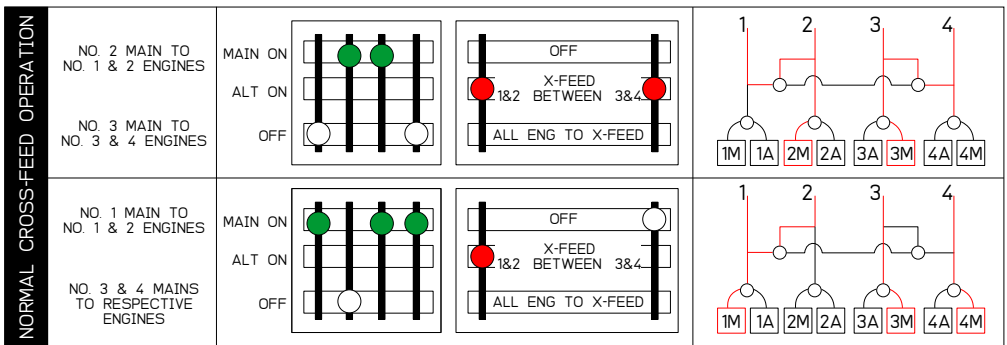 NORMAL CROSS-FEED OPERATION
NO. 2 MAIN TO
NO. 1 & 2 ENGINES
NO. 3 MAIN TO
NO. 3 & 4 ENGINES
MAIN ON
ALT ON
OFF
OFF
X-FEED
1&2 BETWEEN 3&4
ALL ENG TO X-FEED
1 2 3 4
1M 1A 2M 2A 3A 3M 4A 4M
NO. 1 MAIN TO
NO. 1 & 2 ENGINES
NO. 3 & 4 MAINS
TO RESPECTIVE
ENGINES
MAIN ON
ALT ON
OFF
OFF
X-FEED
1&2 BETWEEN 3&4
ALL ENG TO X-FEED
1 2 3 4
1M 1A 2M 2A 3A 3M 4A 4M